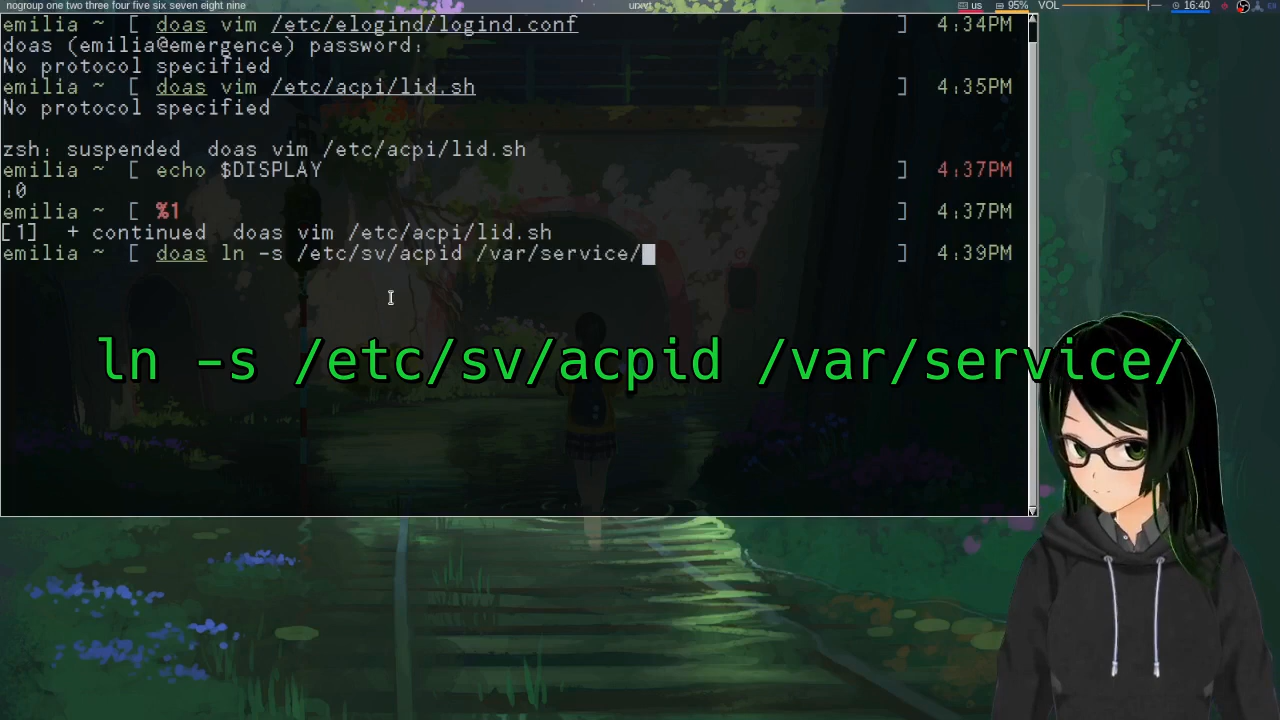 nogroup one two three four five six seven eight nine urxvt us 95% VOL 16:40
emilia ~ [ doas vim /etc/elogind/logind.conf ] 4:34PM
doas (emilia@emergence) password:
No protocol specified
emilia ~ [ doas vim /etc/acpi/lid.sh ] 4:35PM
No protocol specified
zsh: suspended  doas vim /etc/acpi/lid.sh
emilia ~ [ echo $DISPLAY ] 4:37PM
:0
emilia ~ [ %1 ] 4:37PM
[1]  + continued  doas vim /etc/acpi/lid.sh
emilia ~ [ doas ln -s /etc/sv/acpid /var/service/ ] 4:39PM
ln -s /etc/sv/acpid /var/service/